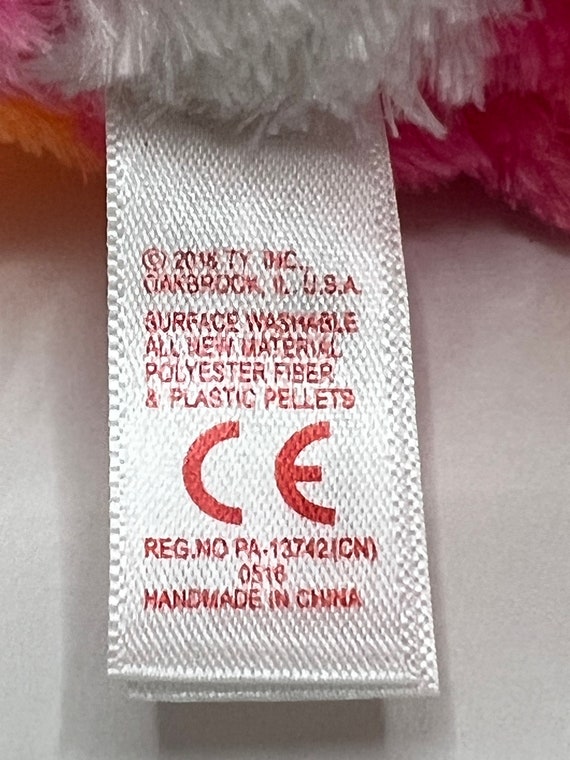 © 2016 TY, INC.,
OAKBROOK, IL, U.S.A.
SURFACE WASHABLE
ALL NEW MATERIAL
POLYESTER FIBER
& PLASTIC PELLETS
CE
REG.NO PA-13742(CN)
0516
HANDMADE IN CHINA